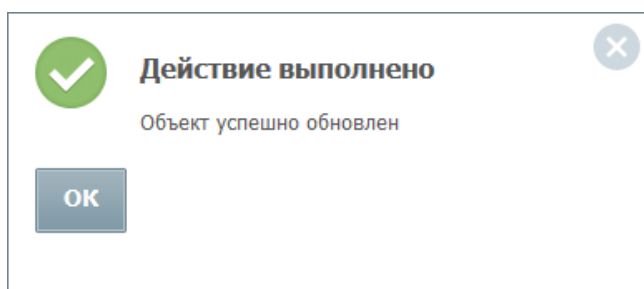 Действие выполнено
Объект успешно обновлен
ОК